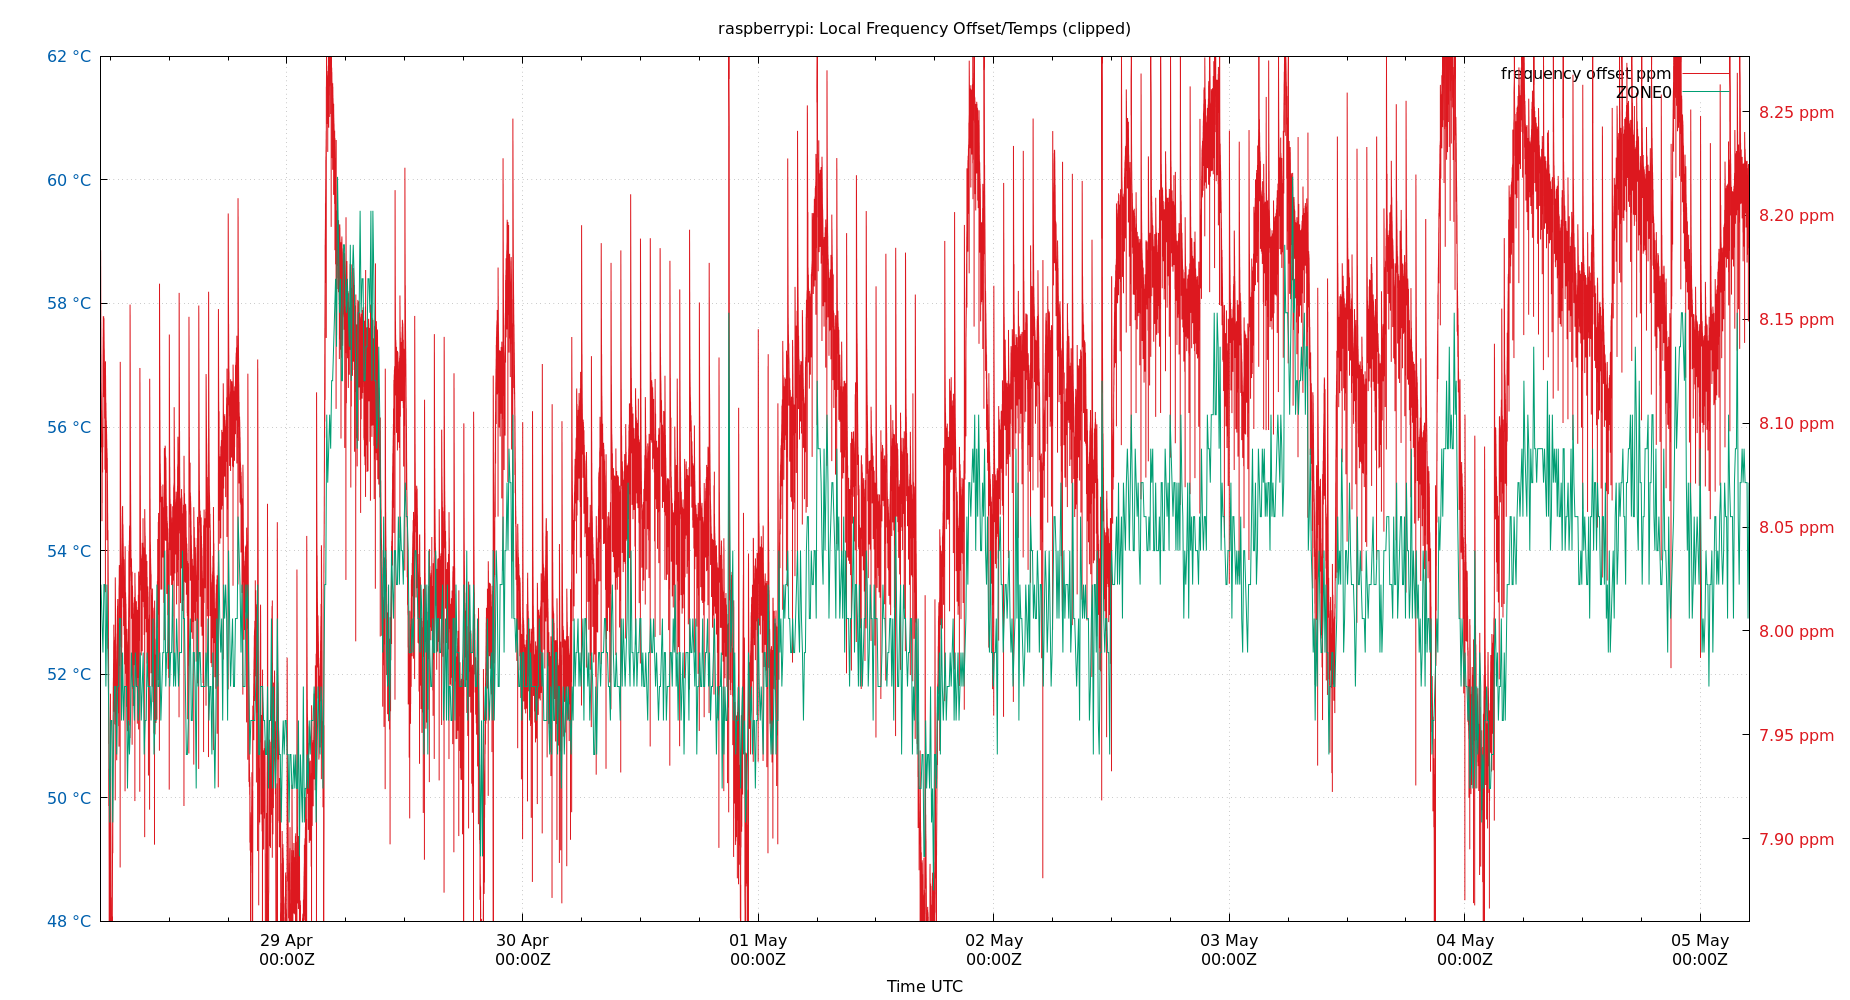 raspberrypi: Local Frequency Offset/Temps (clipped)
62 °C
60 °C
58 °C
56 °C
54 °C
52 °C
50 °C
48 °C
frequency offset ppm
ZONE0
8.25 ppm
8.20 ppm
8.15 ppm
8.10 ppm
8.05 ppm
8.00 ppm
7.95 ppm
7.90 ppm
29 Apr
00:00Z
30 Apr
00:00Z
01 May
00:00Z
02 May
00:00Z
03 May
00:00Z
04 May
00:00Z
05 May
00:00Z
Time UTC